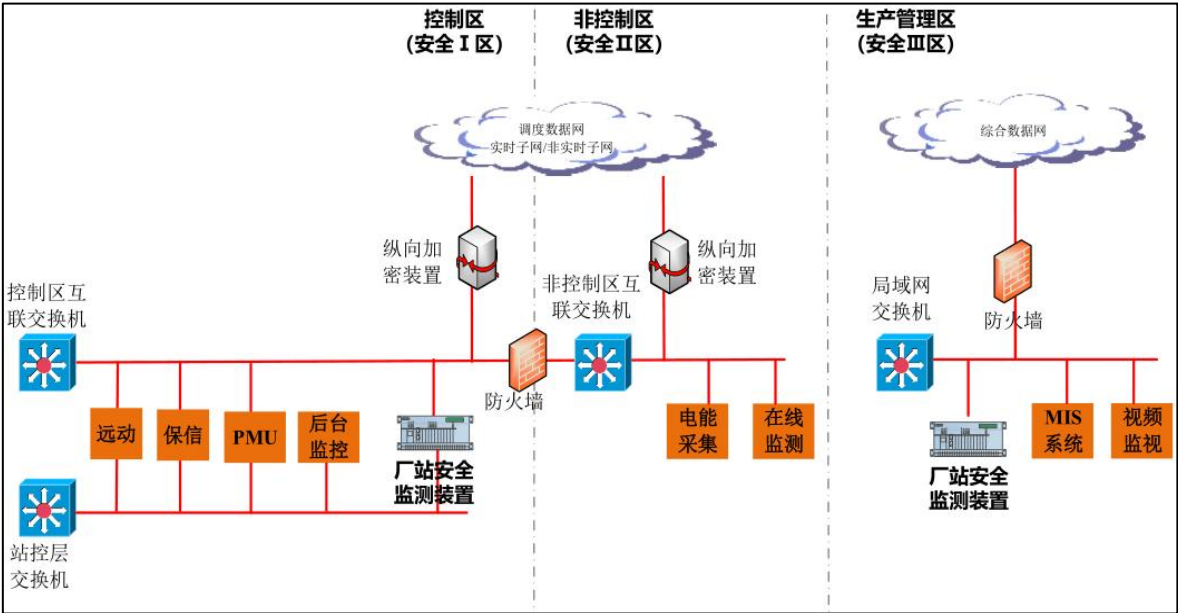 控制区
(安全Ⅰ区)
非控制区
(安全Ⅱ区)
生产管理区
(安全Ⅲ区)
调度数据网
实时子网/非实时子网
综合数据网
纵向加
密装置
纵向加
密装置
控制区互
联交换机
非控制区互
联交换机
局域网
交换机
防火墙
防火墙
远动
保信
PMU
后台
监控
电能
采集
在线
监测
MIS
系统
视频
监视
厂站安全
监测装置
厂站安全
监测装置
站控层
交换机